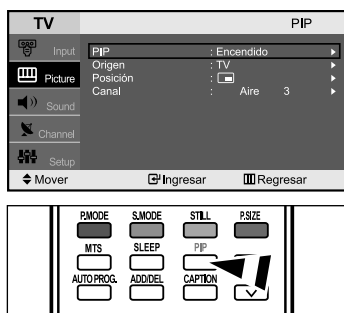 TV PIP
Input
PIP : Encendido
Origen : TV
Posición :
Canal : Aire 3
Picture
Sound
Channel
Setup
Mover Ingresar Regresar
P.MODE S.MODE STILL P.SIZE
MTS SLEEP PIP
AUTO PROG. ADD/DEL CAPTION